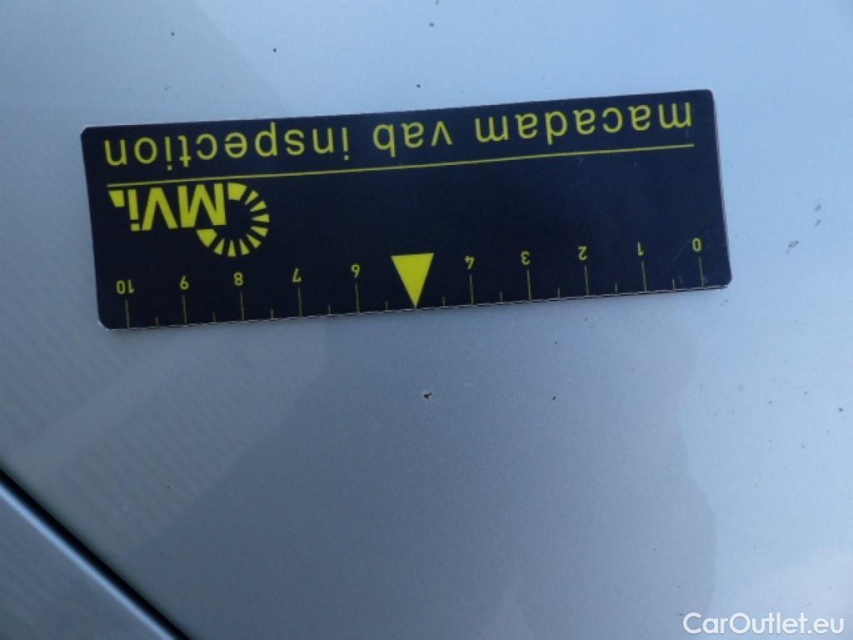 macadam vab inspection
MVi.
0 1 2 3 4 6 7 8 9 10
CarOutlet.eu